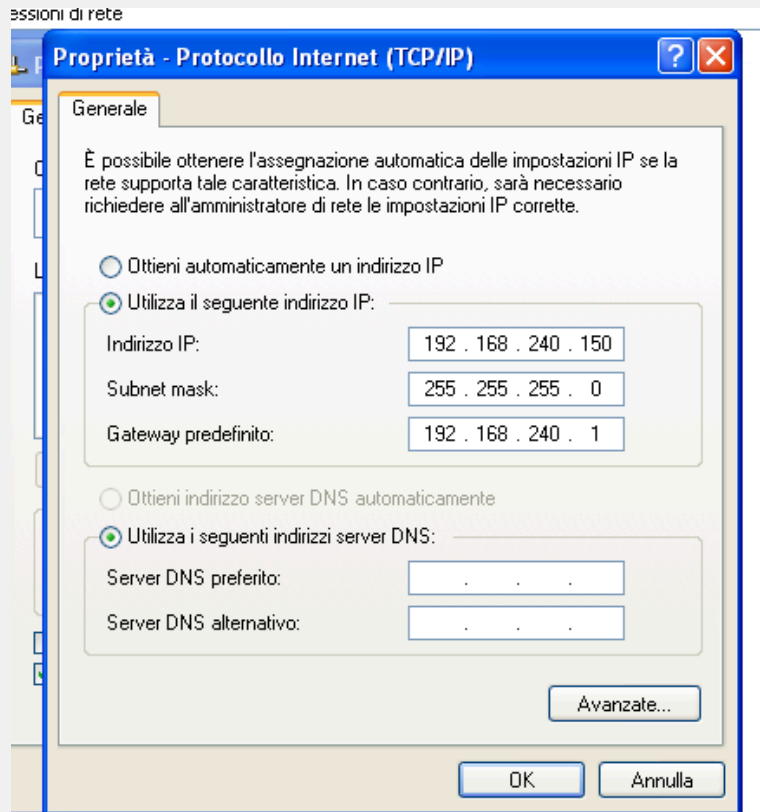 essioni di rete
Proprietà - Protocollo Internet (TCP/IP)
Ge
Generale
È possibile ottenere l'assegnazione automatica delle impostazioni IP se la
rete supporta tale caratteristica. In caso contrario, sarà necessario
richiedere all'amministratore di rete le impostazioni IP corrette.
Ottieni automaticamente un indirizzo IP
Utilizza il seguente indirizzo IP:
Indirizzo IP: 192 . 168 . 240 . 150
Subnet mask: 255 . 255 . 255 . 0
Gateway predefinito: 192 . 168 . 240 . 1
Ottieni indirizzo server DNS automaticamente
Utilizza i seguenti indirizzi server DNS:
Server DNS preferito: . . .
Server DNS alternativo: . . .
Avanzate...
OK Annulla